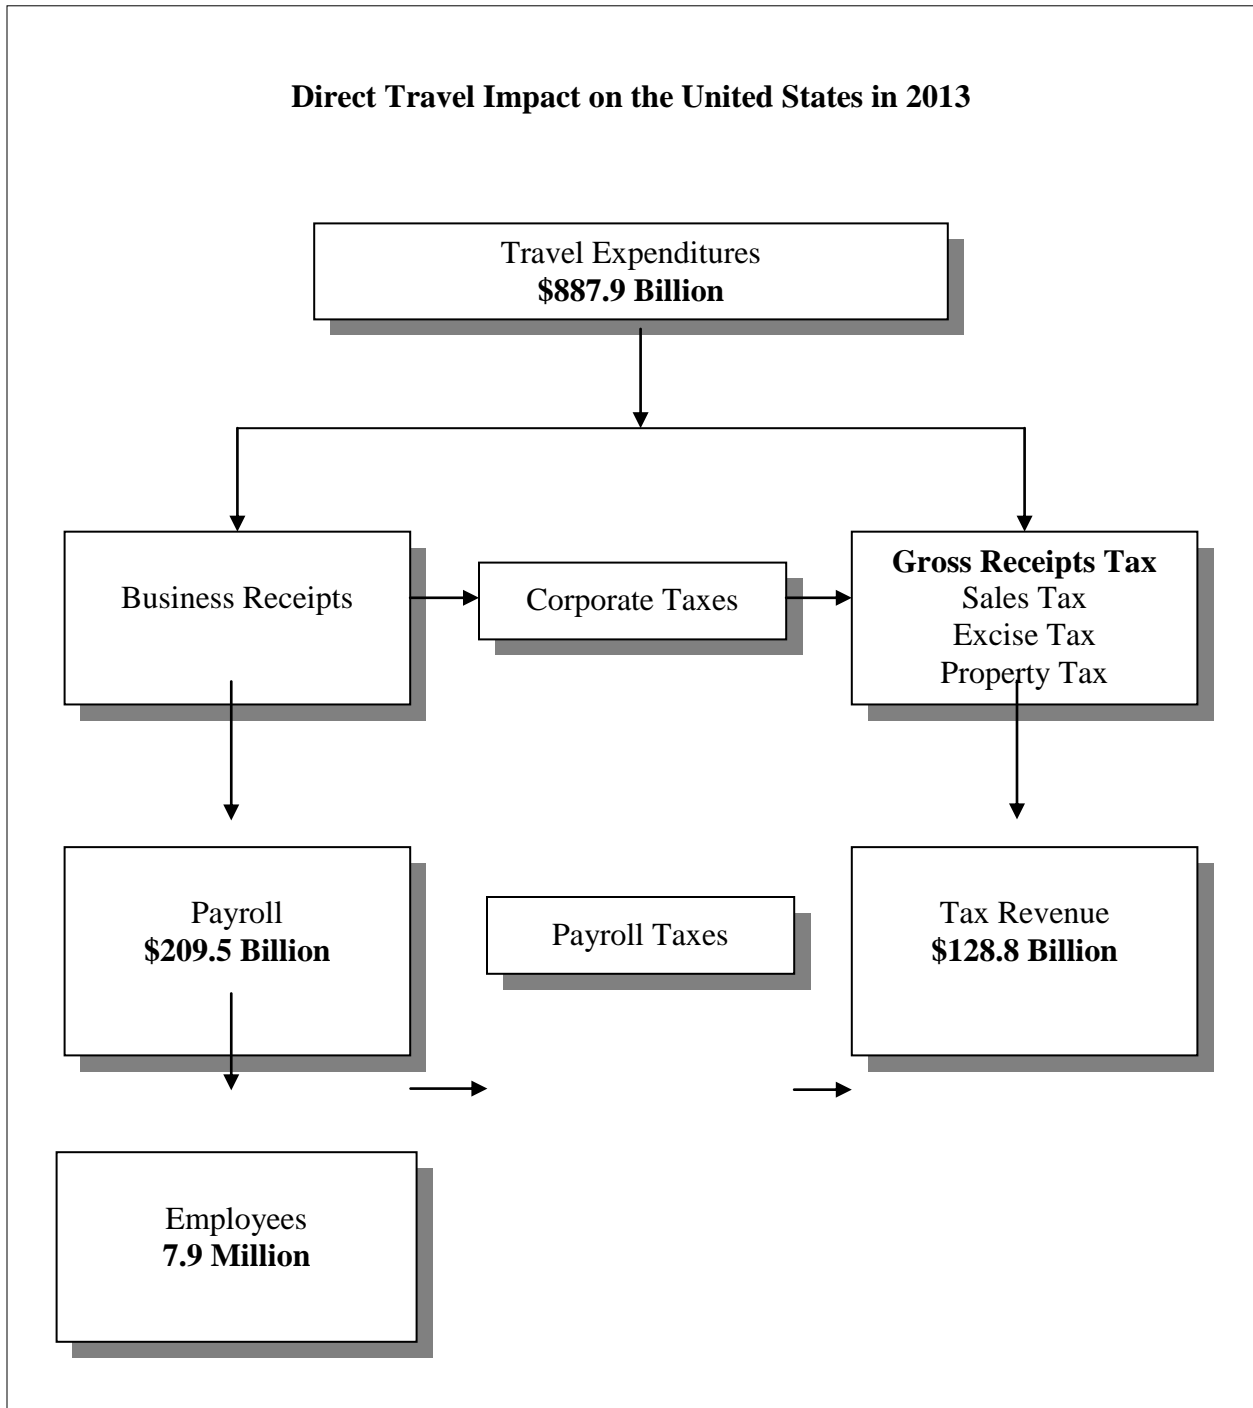 Direct Travel Impact on the United States in 2013
Travel Expenditures
$887.9 Billion
Business Receipts
Corporate Taxes
Gross Receipts Tax
Sales Tax
Excise Tax
Property Tax
Payroll
$209.5 Billion
Payroll Taxes
Tax Revenue
$128.8 Billion
Employees
7.9 Million